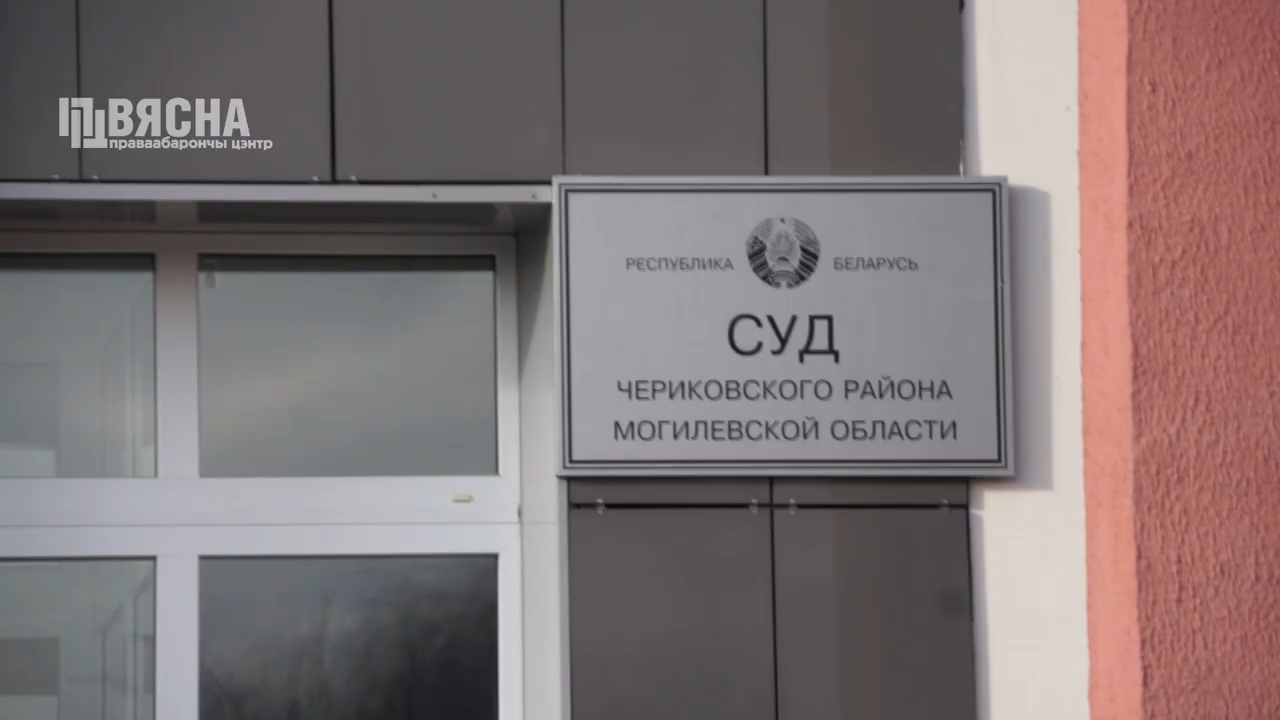 ВЯСНА
праваабарончы цэнтр
РЕСПУБЛИКА БЕЛАРУСЬ
СУД
ЧЕРИКОВСКОГО РАЙОНА
МОГИЛЕВСКОЙ ОБЛАСТИ